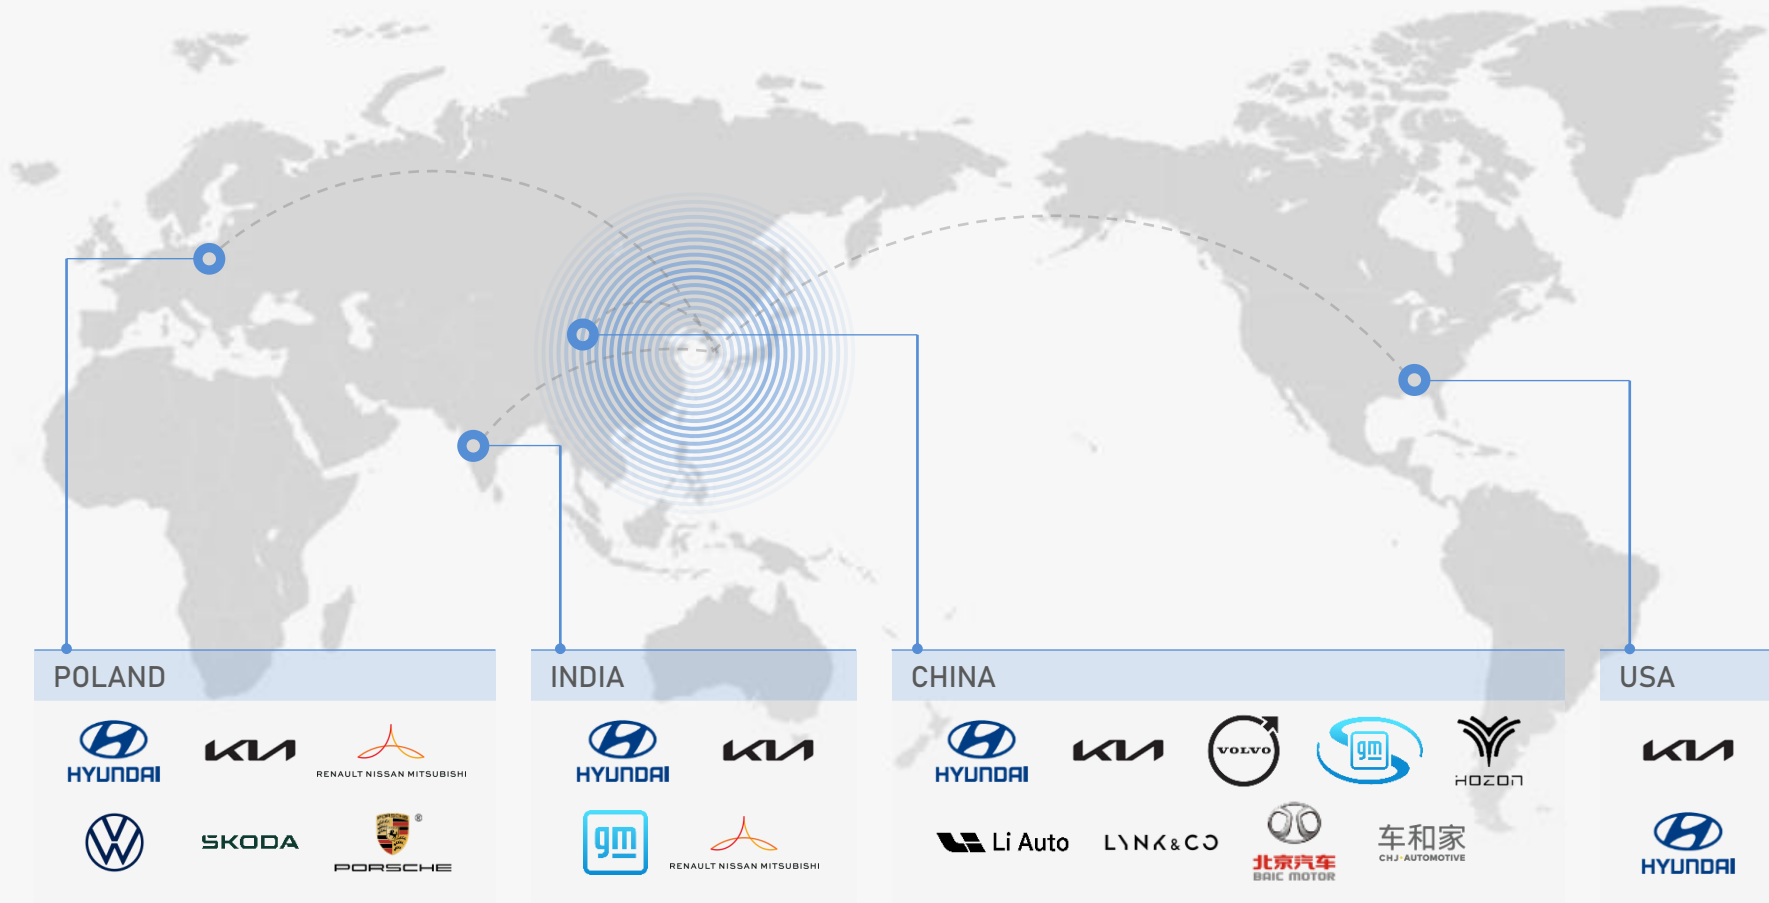 POLAND
HYUNDAI
KIA
RENAULT NISSAN MITSUBISHI
VW
ŠKODA
PORSCHE
®
INDIA
HYUNDAI
KIA
gm
RENAULT NISSAN MITSUBISHI
CHINA
HYUNDAI
KIA
VOLVO
gm
HOZON
Li Auto
LYNK&CO
北京汽车
BAIC MOTOR
车和家
CHJ·AUTOMOTIVE
USA
KIA
HYUNDAI